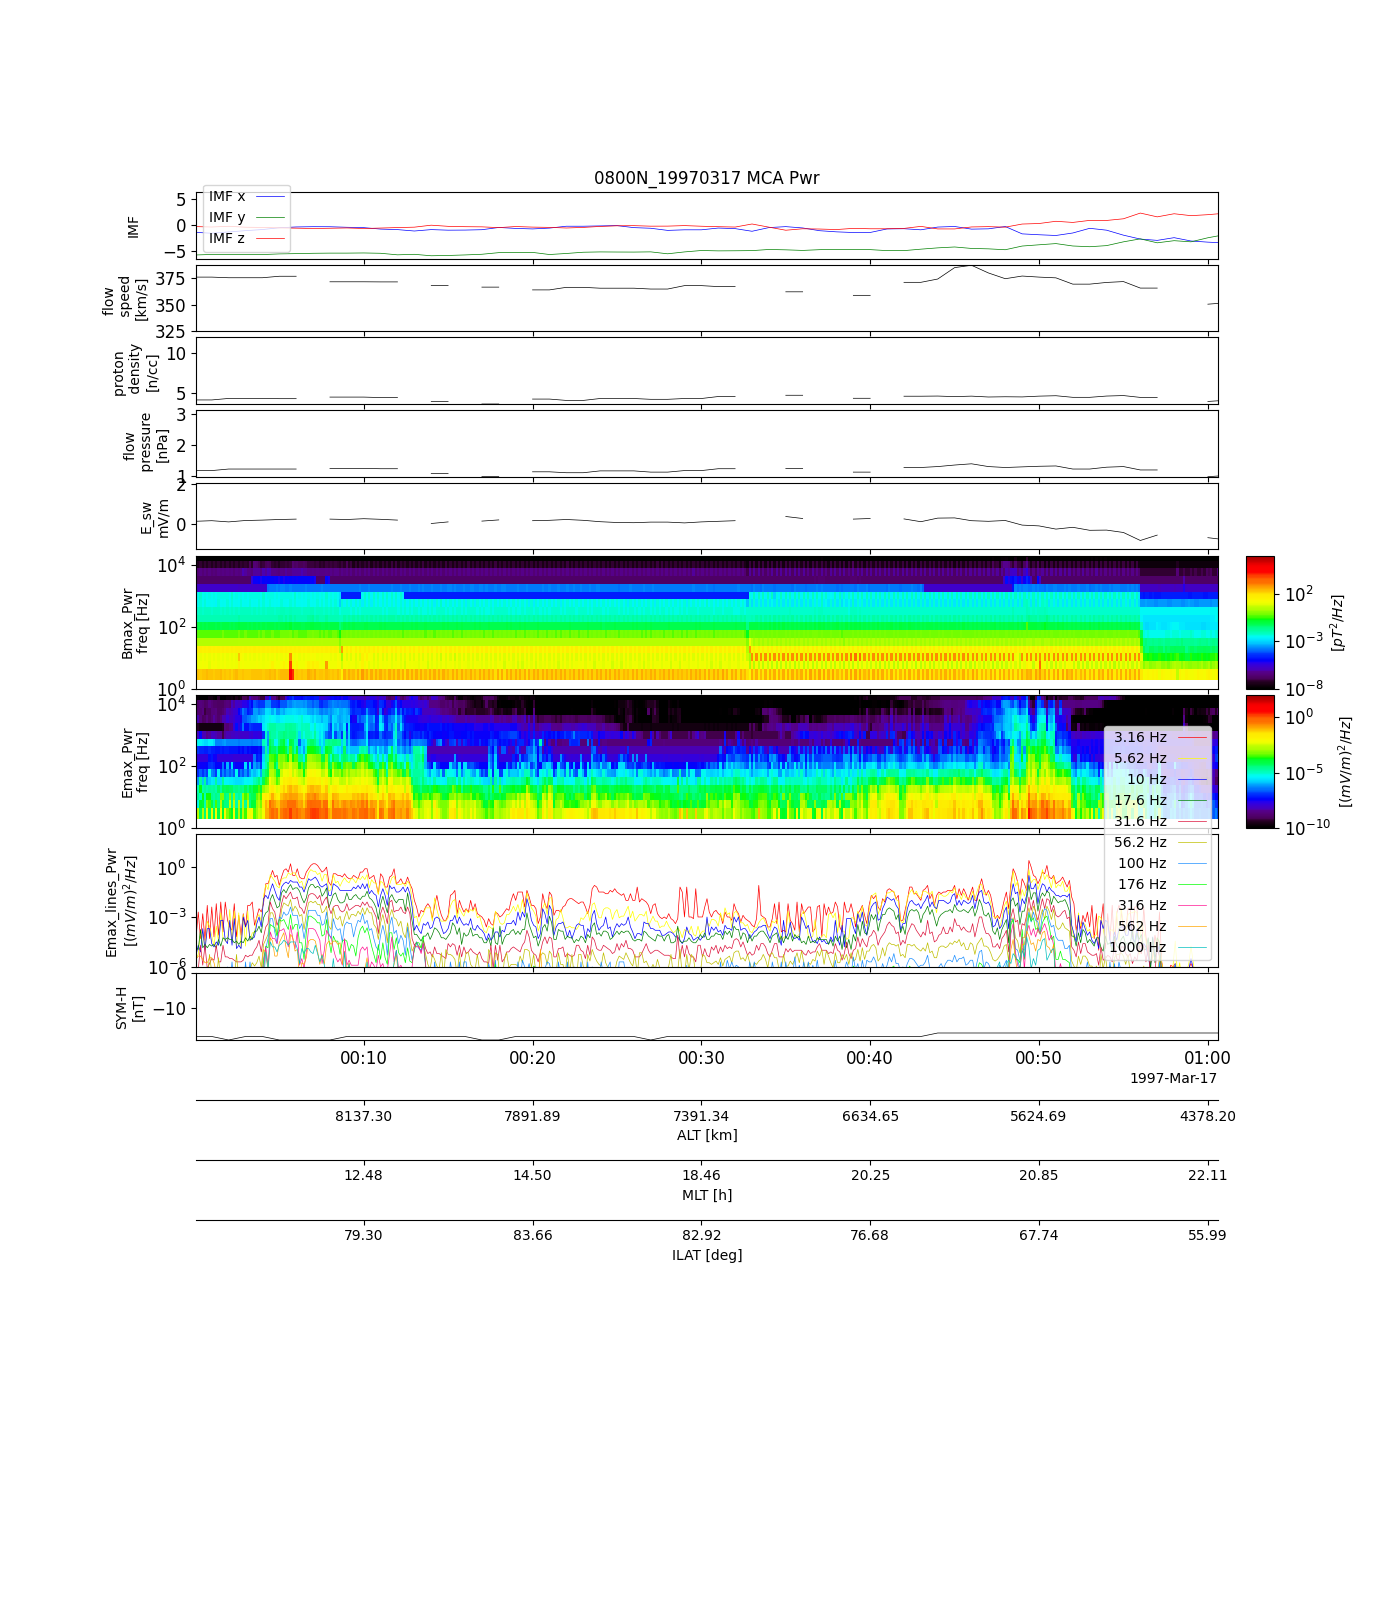 0800N_19970317 MCA Pwr
IMF
5
0
−5
IMF x
IMF y
IMF z
flow
speed
[km/s]
375
350
325
proton
density
[n/cc]
10
5
flow
pressure
[nPa]
3
2
1
E_sw
mV/m
2
0
Bmax_Pwr
freq [Hz]
10^4
10^2
10^0
10^2
10^−3
10^−8
[pT^2/Hz]
Emax_Pwr
freq [Hz]
10^4
10^2
10^0
10^0
10^−5
10^−10
[(mV/m)^2/Hz]
3.16 Hz
5.62 Hz
10 Hz
17.6 Hz
31.6 Hz
56.2 Hz
100 Hz
176 Hz
316 Hz
562 Hz
1000 Hz
Emax_lines_Pwr
[(mV/m)^2/Hz]
10^0
10^−3
10^−6
SYM-H
[nT]
0
−10
00:10 00:20 00:30 00:40 00:50 01:00
1997-Mar-17
8137.30 7891.89 7391.34 6634.65 5624.69 4378.20
ALT [km]
12.48 14.50 18.46 20.25 20.85 22.11
MLT [h]
79.30 83.66 82.92 76.68 67.74 55.99
ILAT [deg]